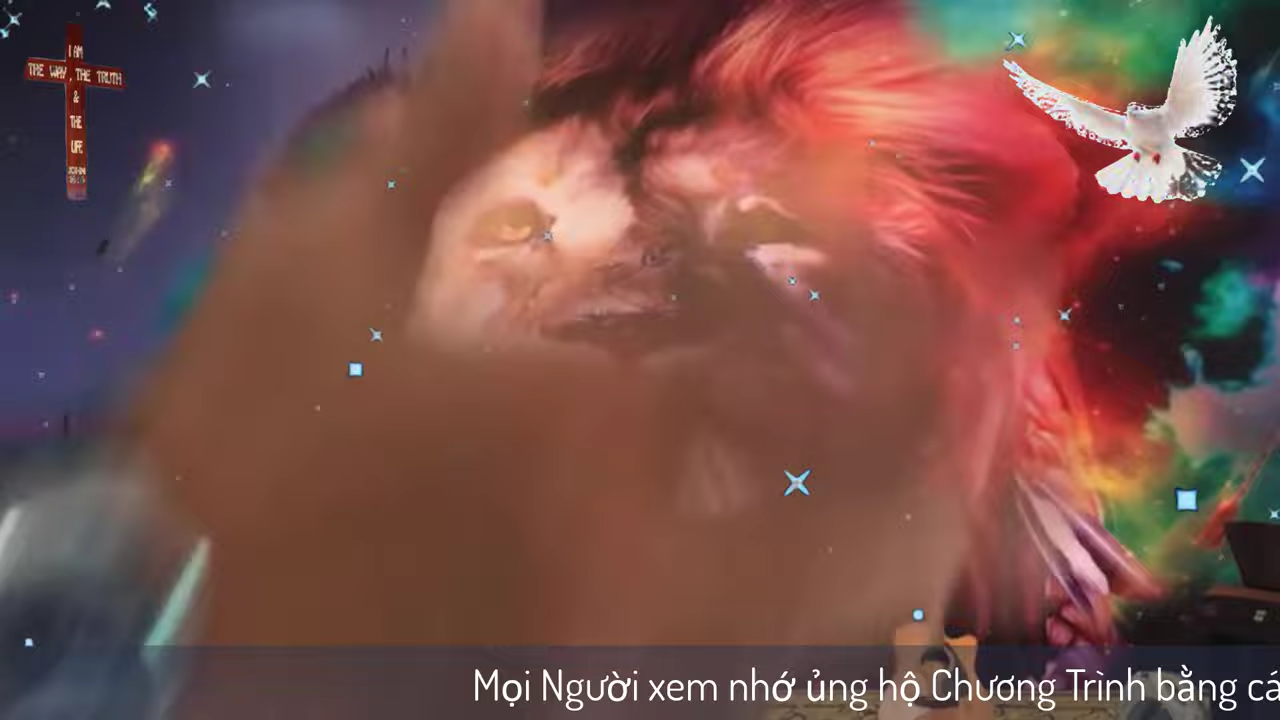 I AM
THE WAY, THE TRUTH
&
THE
LIFE
JOHN
Mọi Người xem nhớ ủng hộ Chương Trình bằng cá